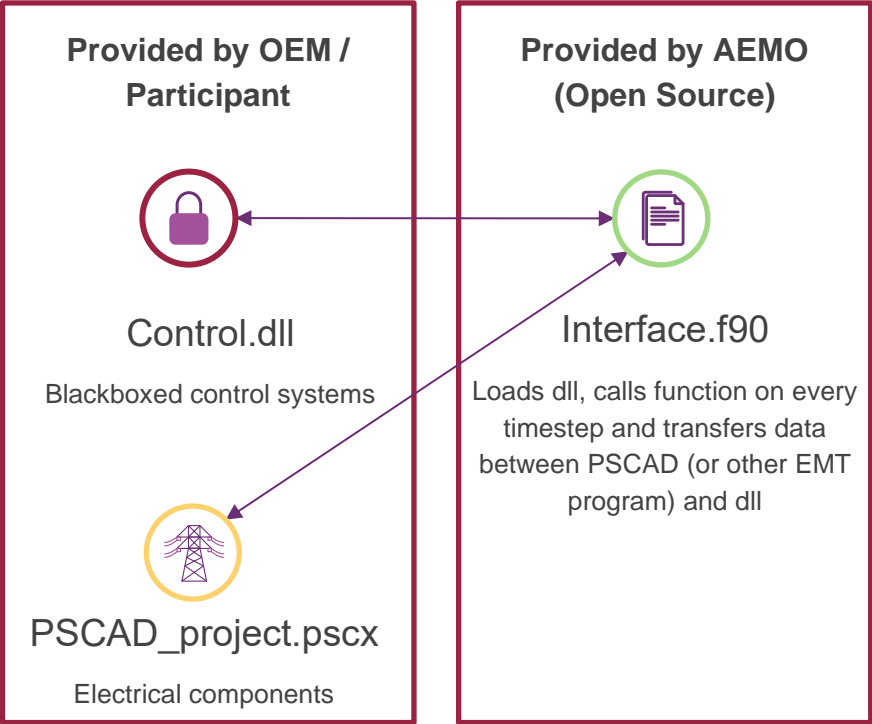 Provided by OEM /
Participant
Control.dll
Blackboxed control systems
PSCAD_project.pscx
Electrical components
Provided by AEMO
(Open Source)
Interface.f90
Loads dll, calls function on every
timestep and transfers data
between PSCAD (or other EMT
program) and dll